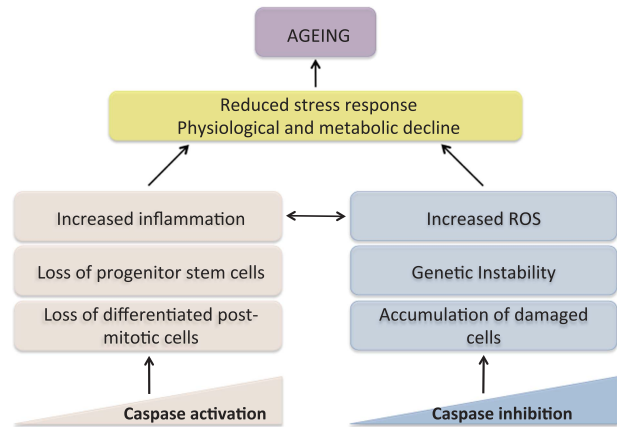 AGEING
Reduced stress response
Physiological and metabolic decline
Increased inflammation
Loss of progenitor stem cells
Loss of differentiated post-
mitotic cells
Caspase activation
Increased ROS
Genetic Instability
Accumulation of damaged
cells
Caspase inhibition